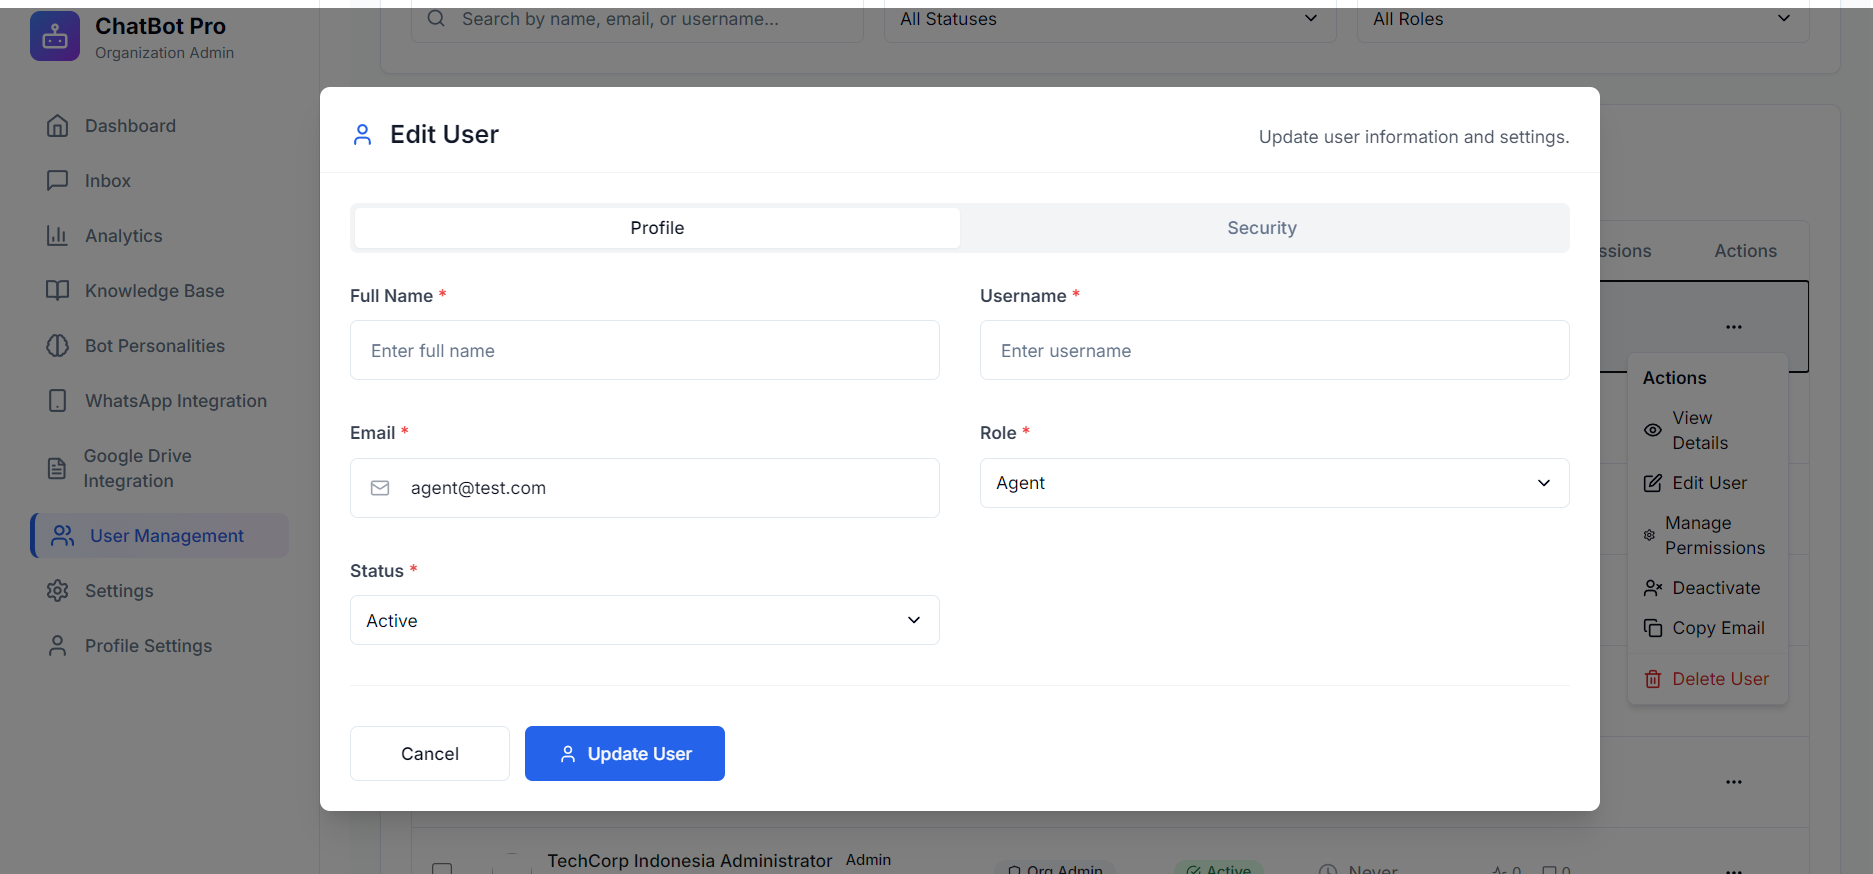 ChatBot Pro
Organization Admin
Search by name, email, or username...
All Statuses
All Roles
Dashboard
Inbox
Analytics
Knowledge Base
Bot Personalities
WhatsApp Integration
Google Drive
Integration
User Management
Settings
Profile Settings
Edit User
Update user information and settings.
Profile
Security
Full Name *
Enter full name
Username *
Enter username
Email *
agent@test.com
Role *
Agent
Status *
Active
Cancel
Update User
ssions
Actions
Actions
View
Details
Edit User
Manage
Permissions
Deactivate
Copy Email
Delete User
TechCorp Indonesia Administrator
Admin
Org Admin
Active
Never
0
0